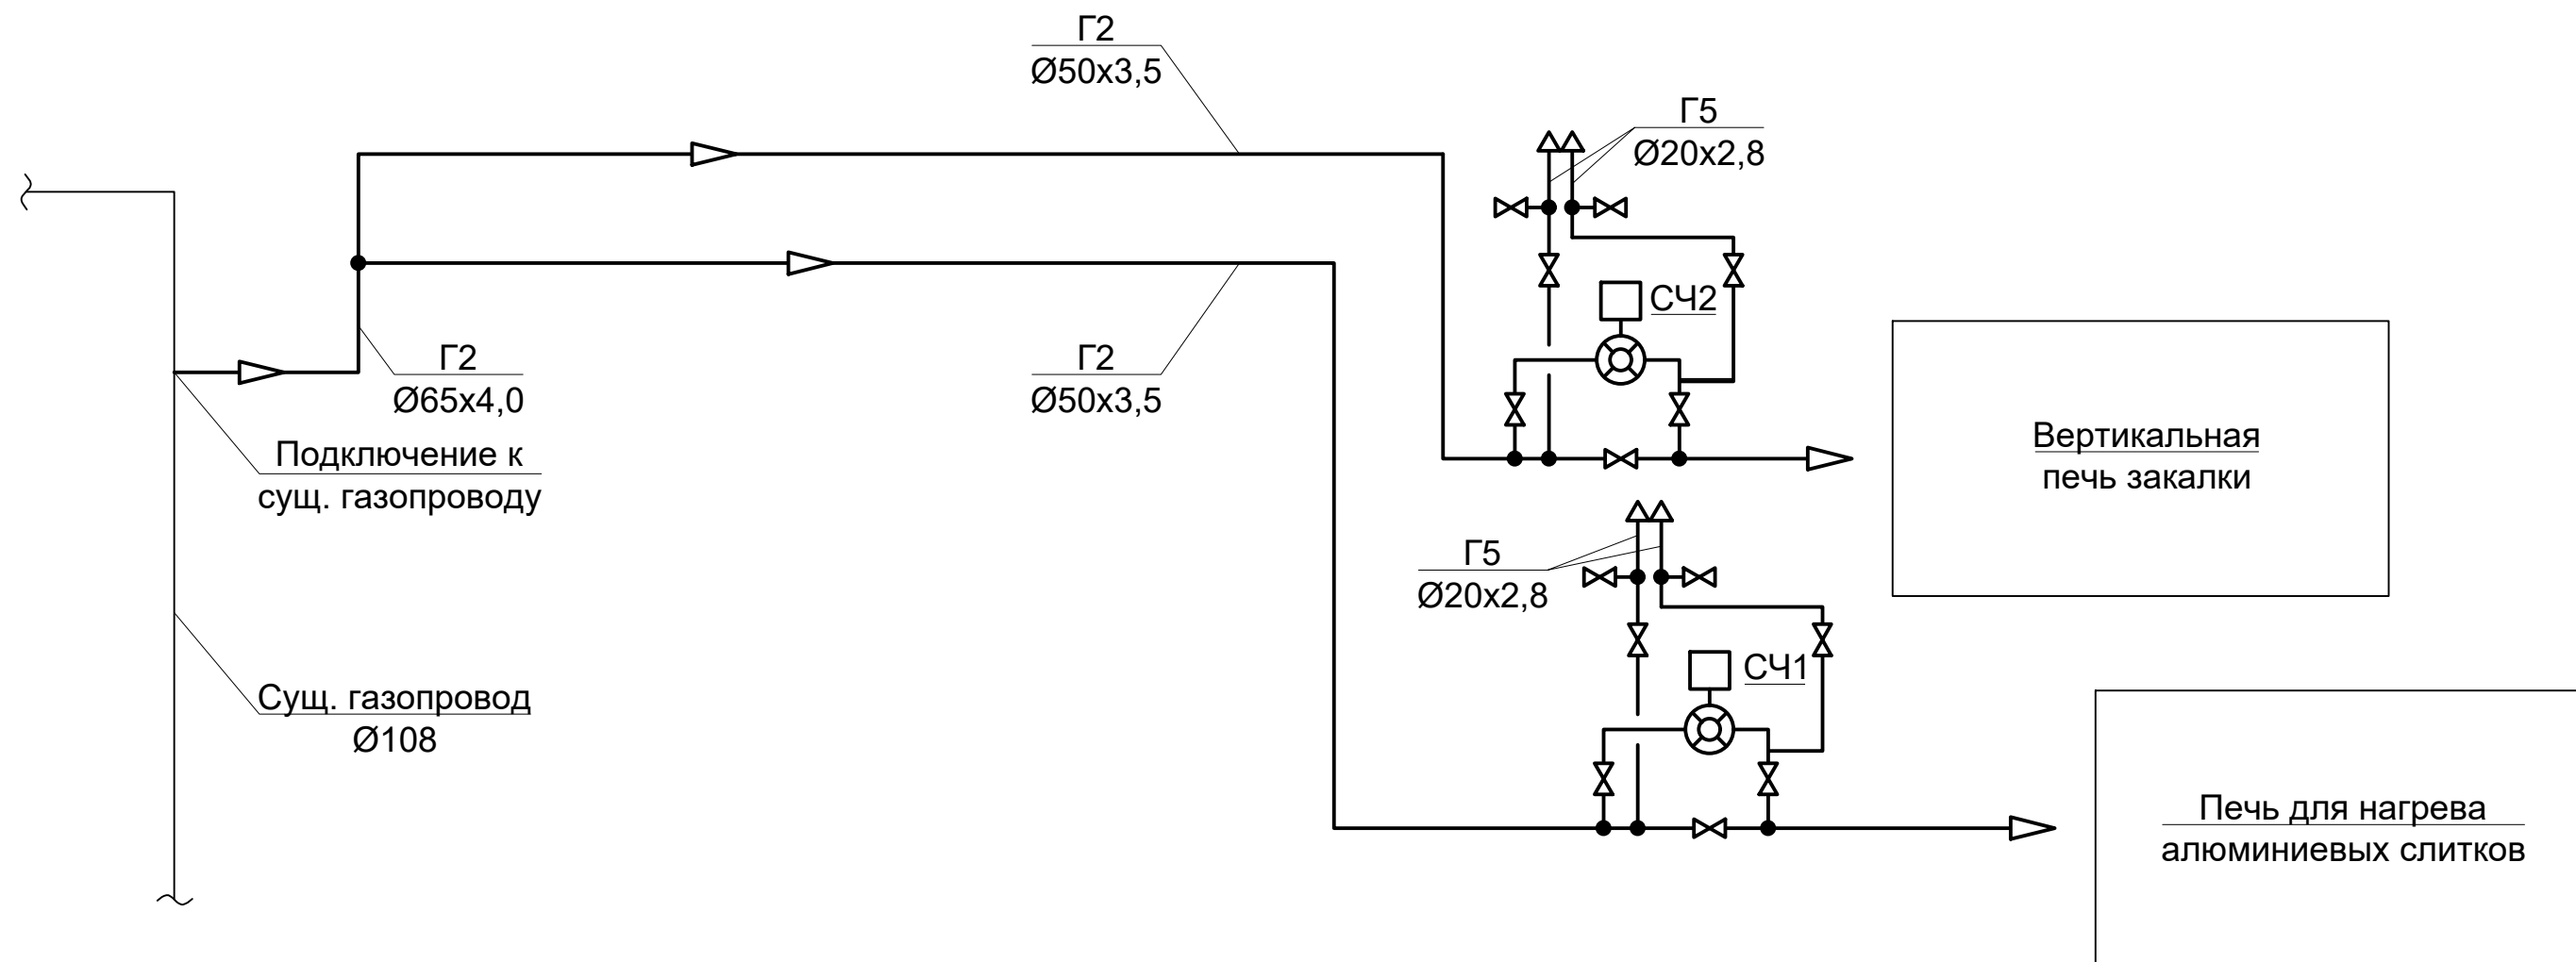 Г2
Ø50x3,5
Г5
Ø20x2,8
СЧ2
Г2
Ø65x4,0
Г2
Ø50x3,5
Подключение к
сущ. газопроводу
Вертикальная
печь закалки
Г5
Ø20x2,8
СЧ1
Сущ. газопровод
Ø108
Печь для нагрева
алюминиевых слитков